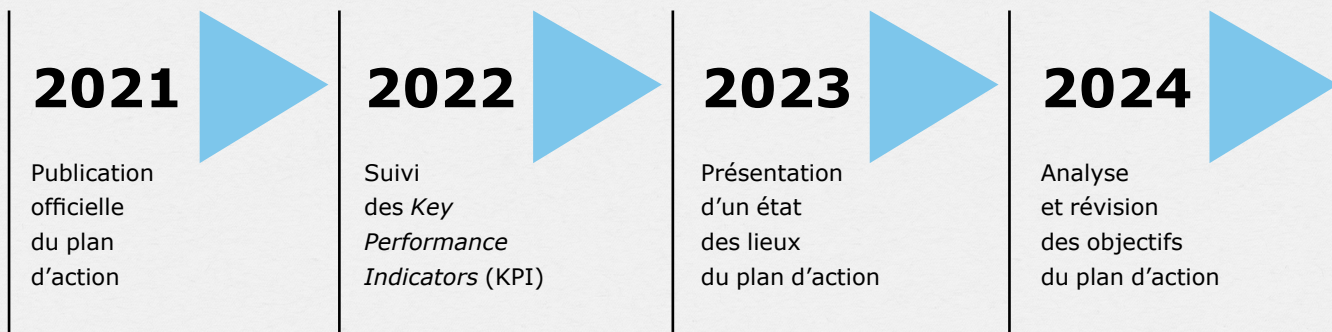 2021
Publication
officielle
du plan
d’action
2022
Suivi
des Key
Performance
Indicators (KPI)
2023
Présentation
d’un état
des lieux
du plan d’action
2024
Analyse
et révision
des objectifs
du plan d’action